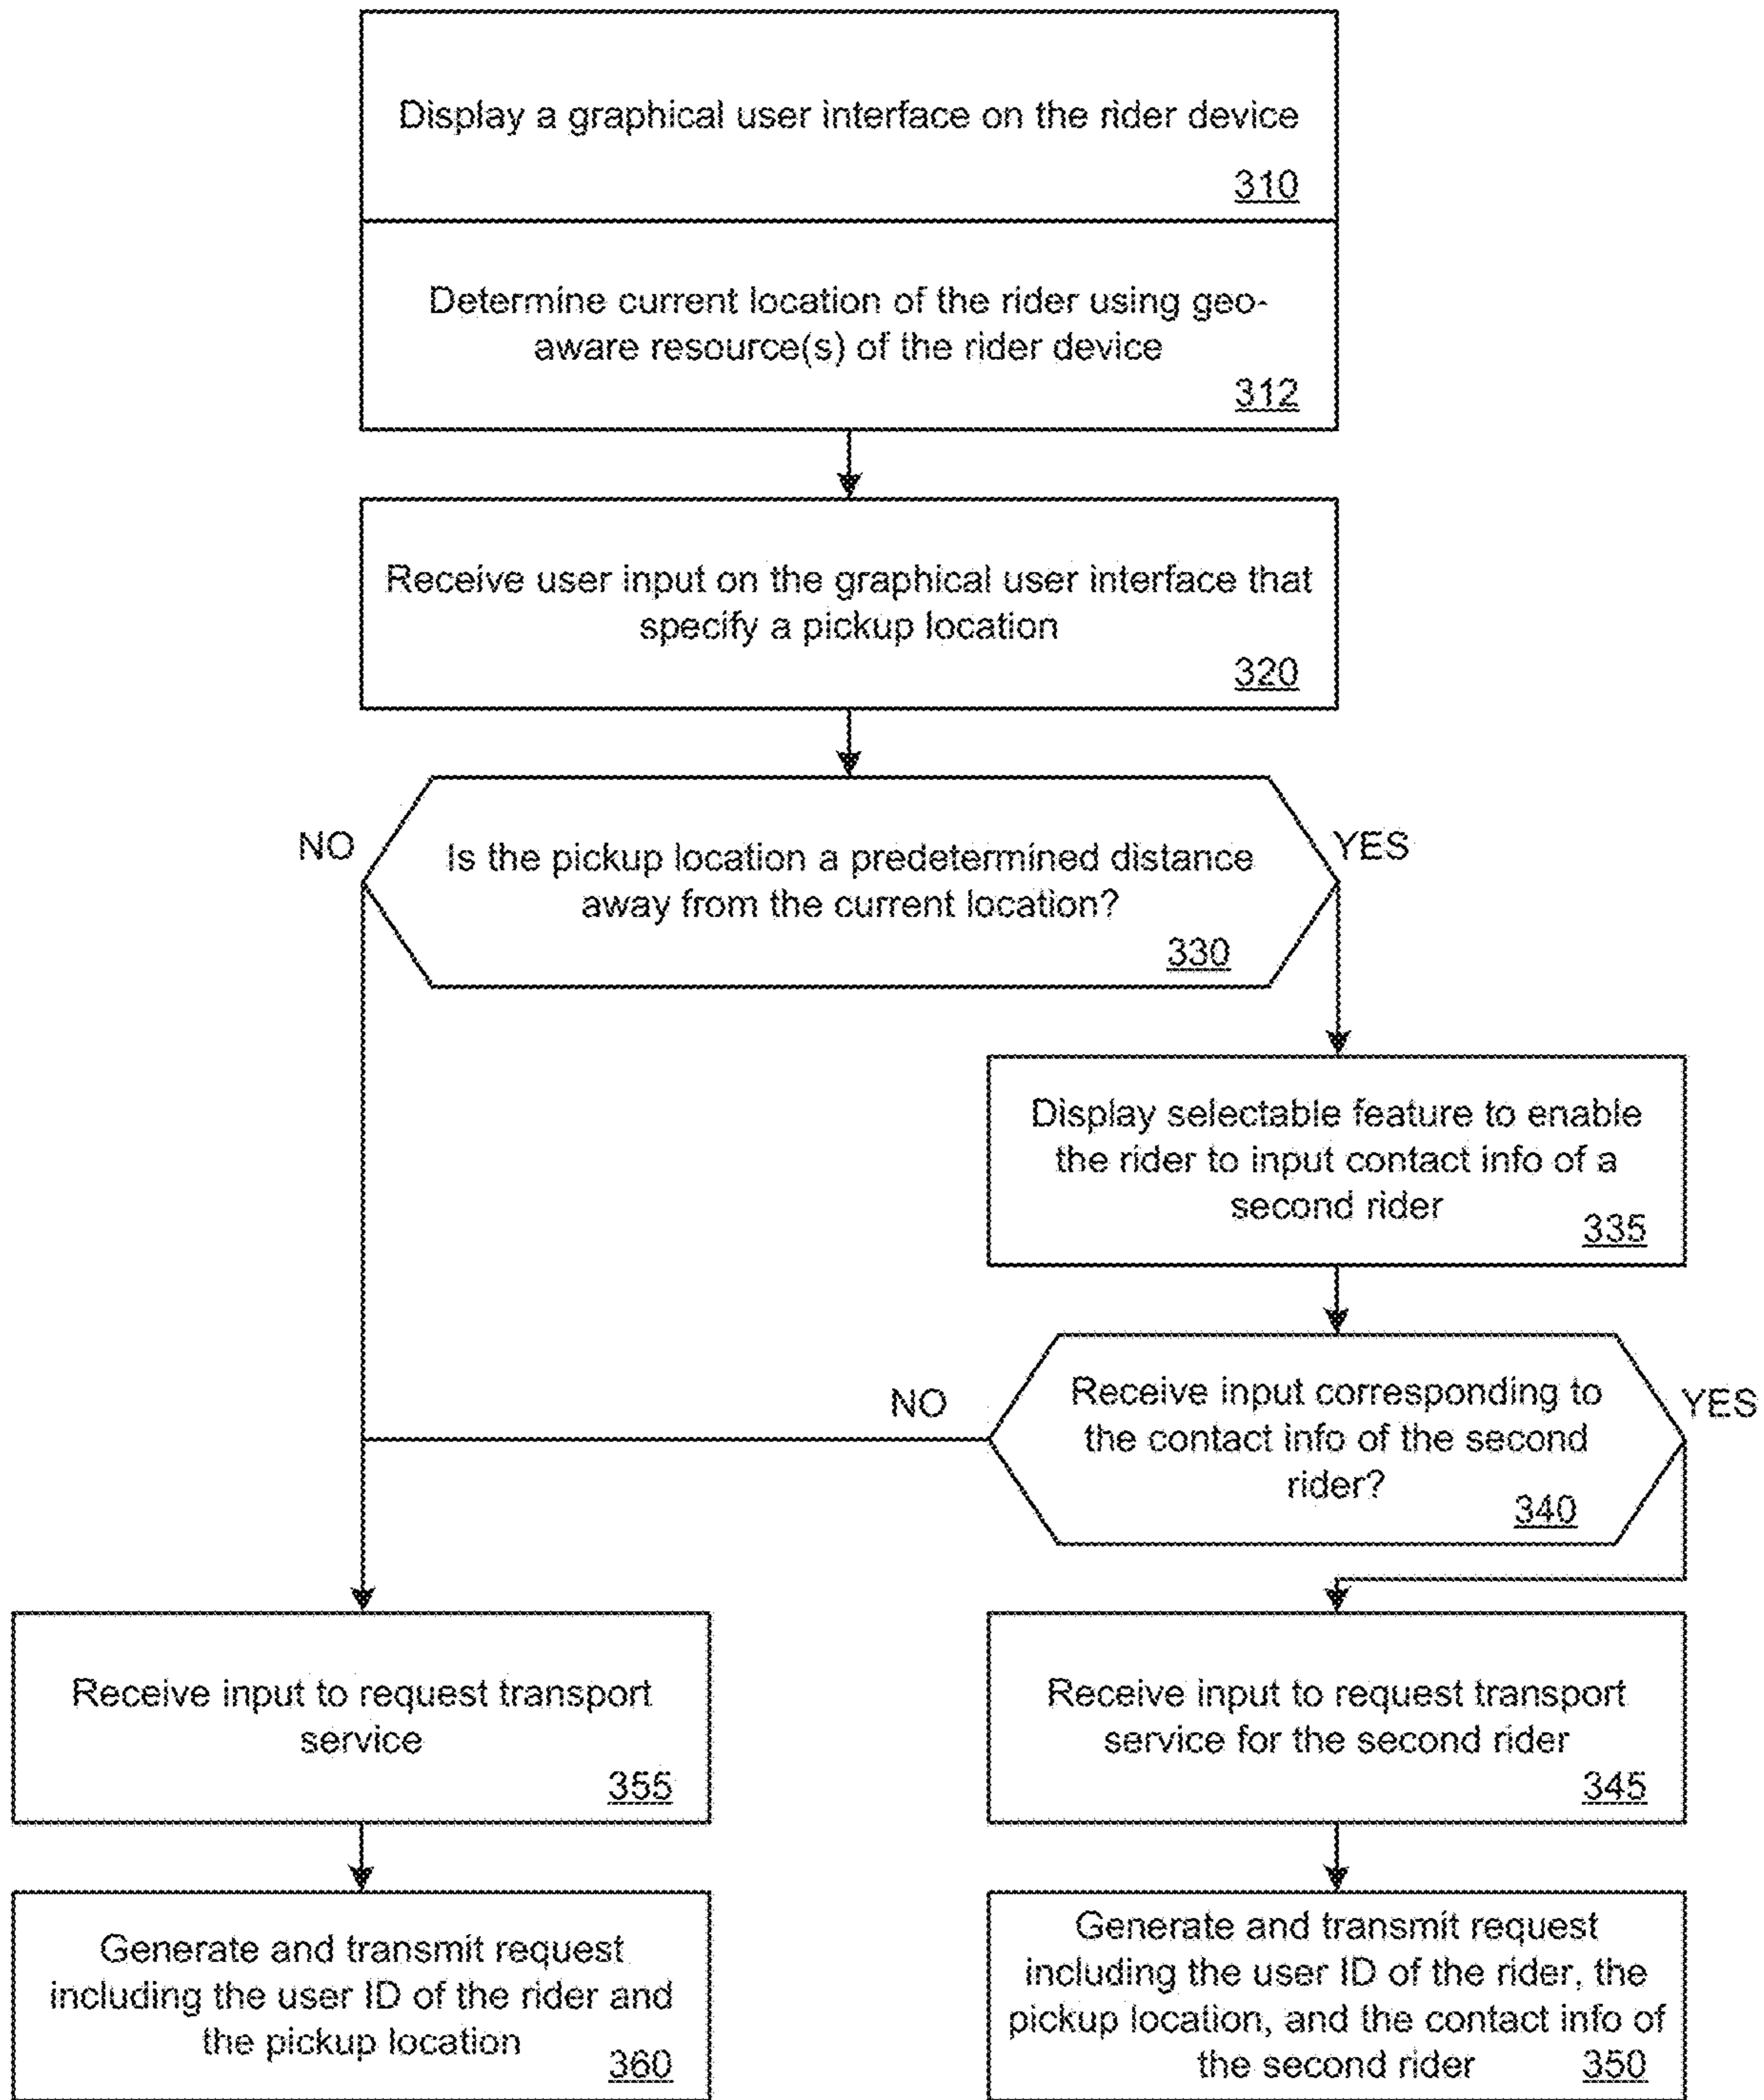 Display a graphical user interface on the rider device
310
Determine current location of the rider using geo-
aware resource(s) of the rider device
312
Receive user input on the graphical user interface that
specify a pickup location
320
NO
YES
Is the pickup location a predetermined distance
away from the current location?
330
Display selectable feature to enable
the rider to input contact info of a
second rider
335
NO
YES
Receive input corresponding to
the contact info of the second
rider?
340
Receive input to request transport
service
355
Receive input to request transport
service for the second rider
345
Generate and transmit request
including the user ID of the rider and
the pickup location
360
Generate and transmit request
including the user ID of the rider, the
pickup location, and the contact info of
the second rider
350